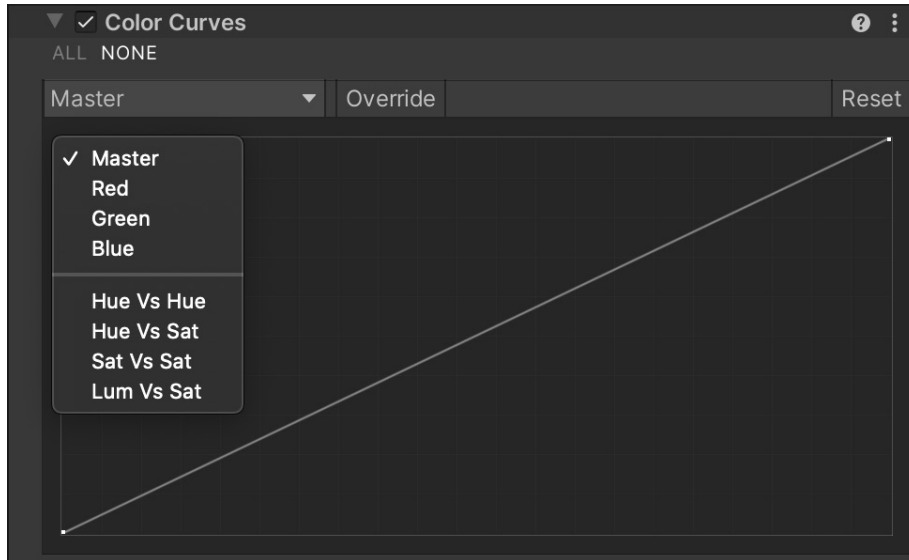 Color Curves
ALL NONE
Master Override Reset
Master
Red
Green
Blue
Hue Vs Hue
Hue Vs Sat
Sat Vs Sat
Lum Vs Sat